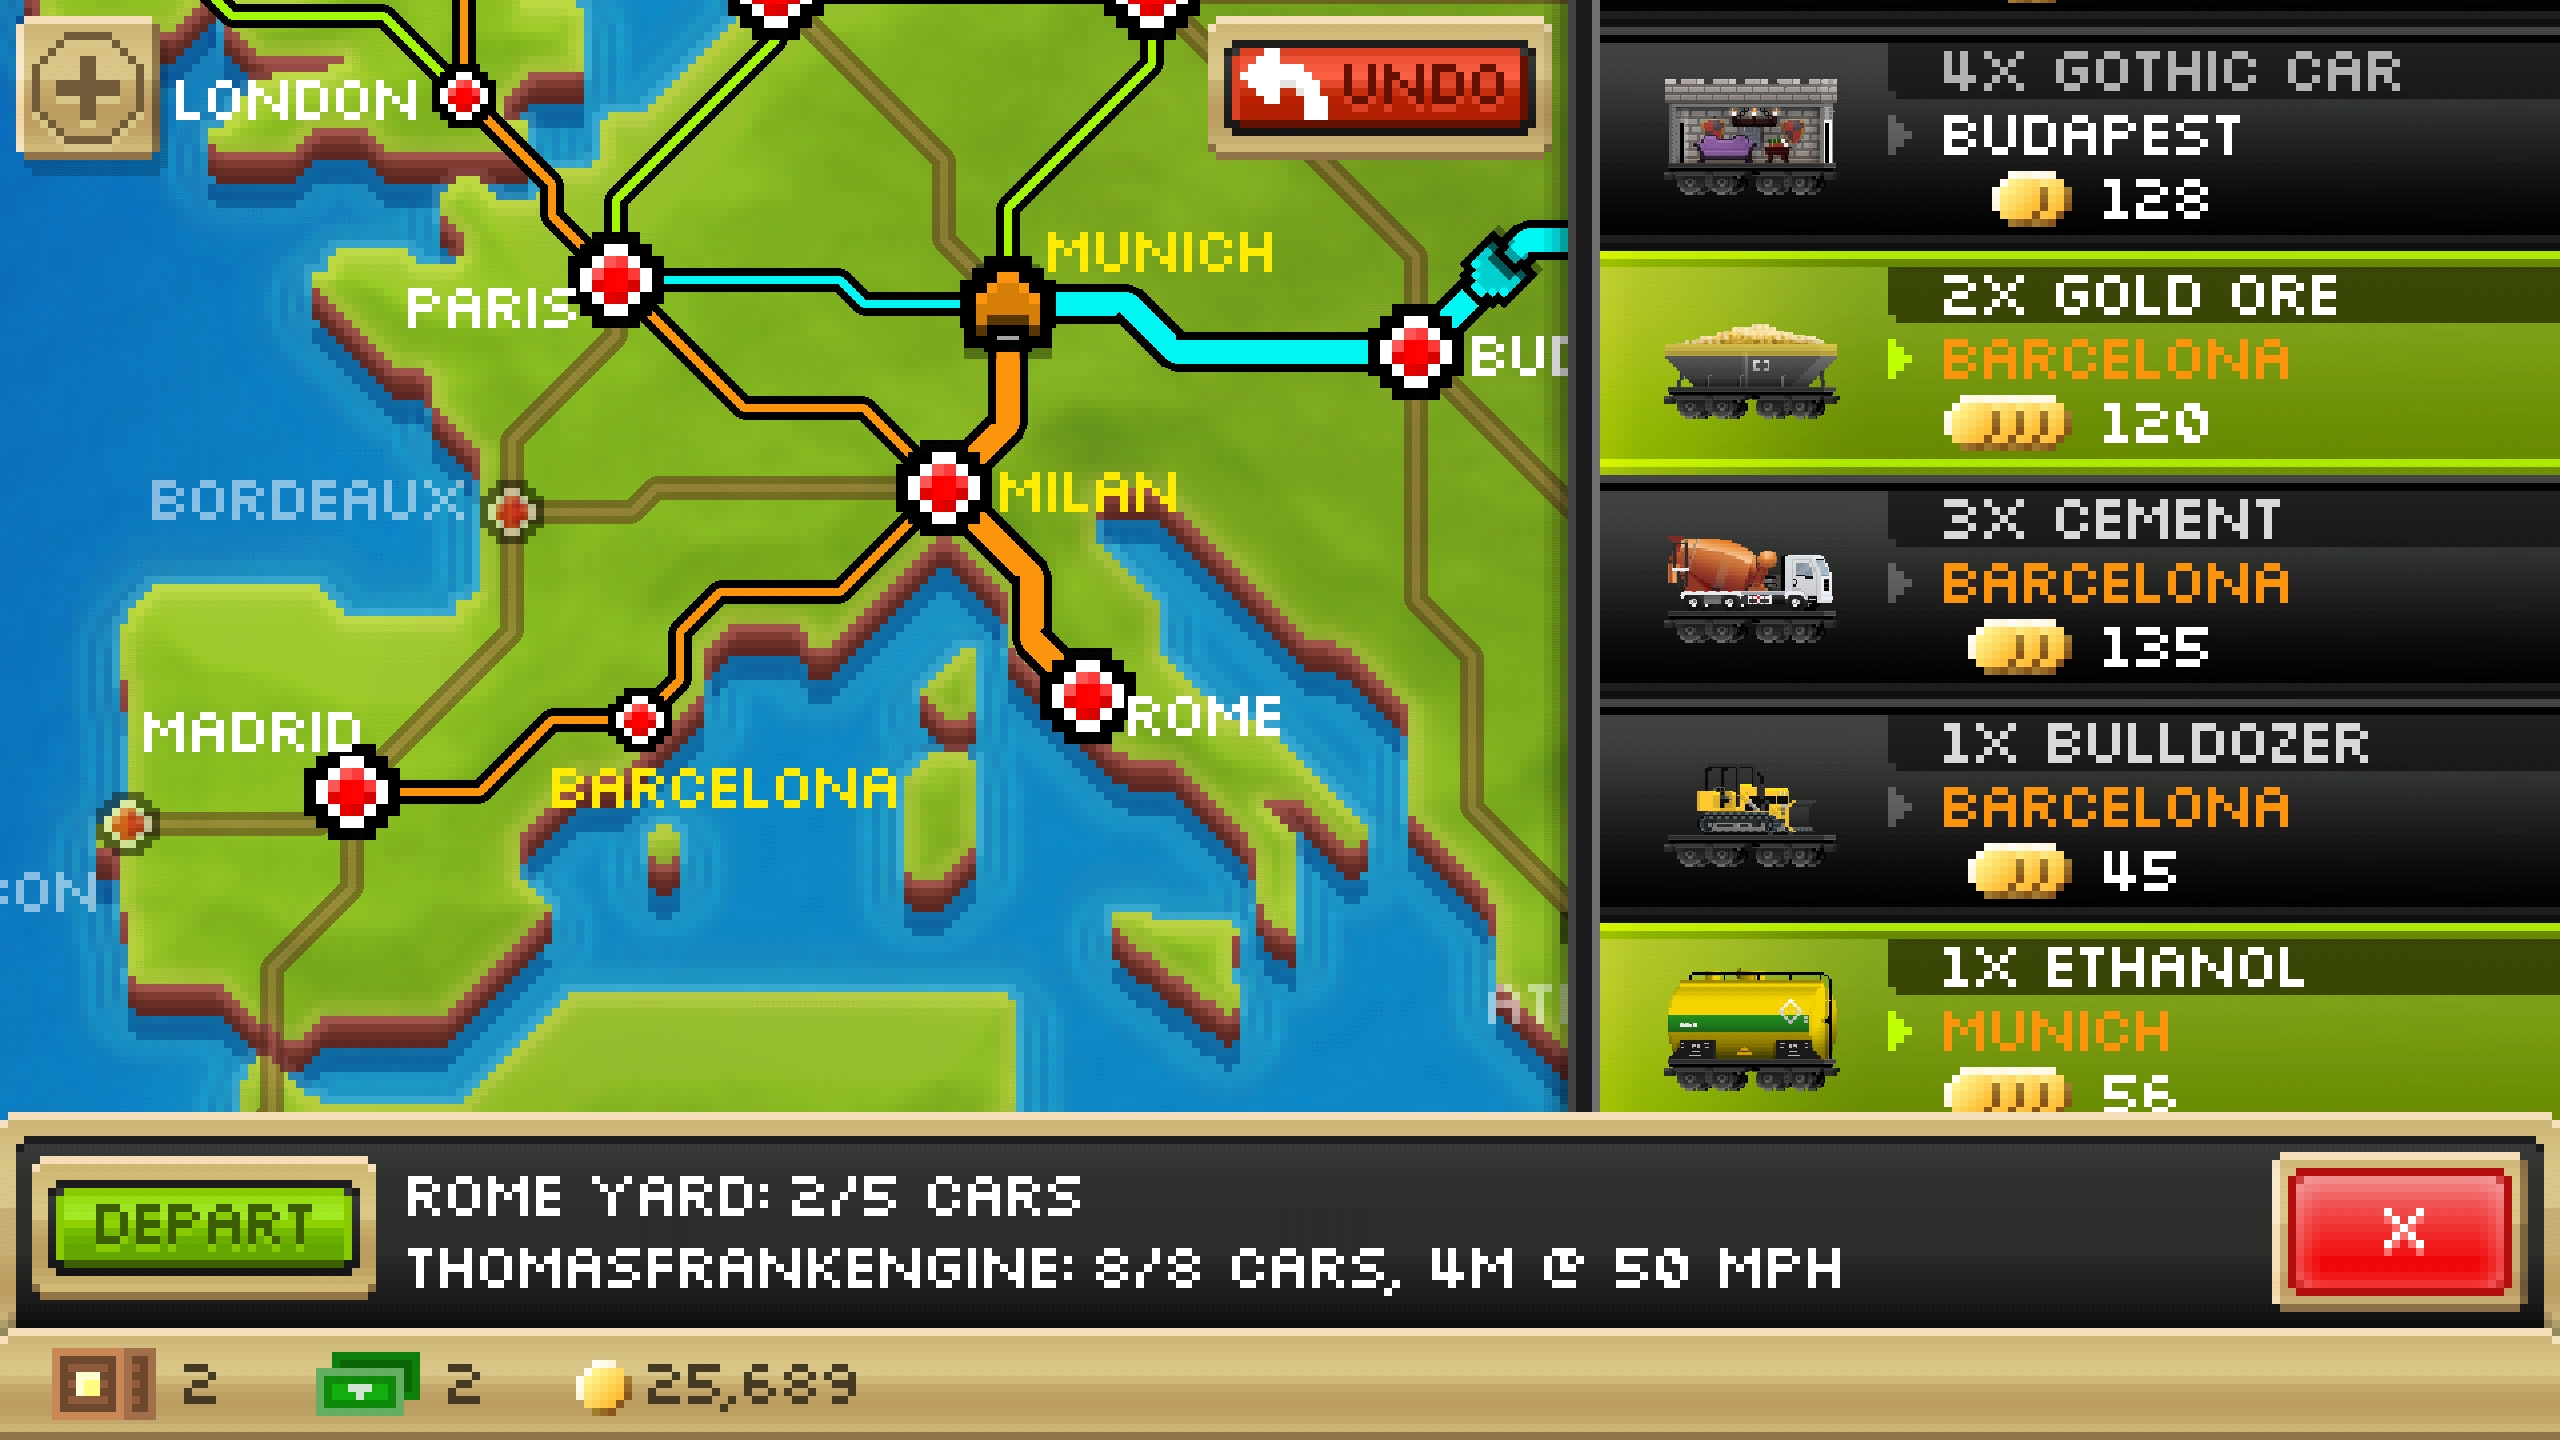 LONDON
UNDO
MUNICH
PARIS
BUD
BORDEAUX
MILAN
MADRID
ROME
BARCELONA
4X GOTHIC CAR
BUDAPEST
128
2X GOLD ORE
BARCELONA
120
3X CEMENT
BARCELONA
135
1X BULLDOZER
BARCELONA
45
1X ETHANOL
MUNICH
56
DEPART
ROME YARD: 2/5 CARS
THOMASFRANKENGINE: 8/8 CARS, 4M @ 50 MPH
X
2
2
25,689